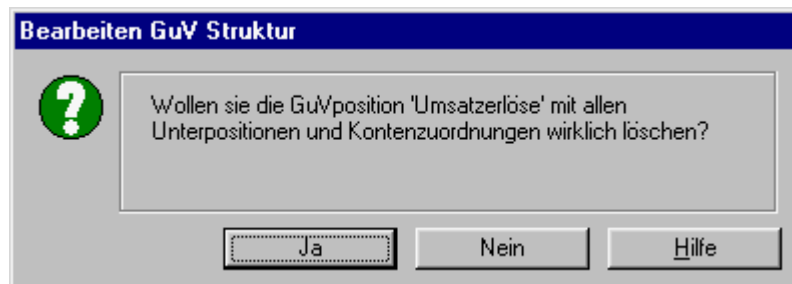 Bearbeiten GuV Struktur
?
Wollen sie die GuVposition 'Umsatzerlöse' mit allen
Unterpositionen und Kontenzuordnungen wirklich löschen?
Ja
Nein
Hilfe